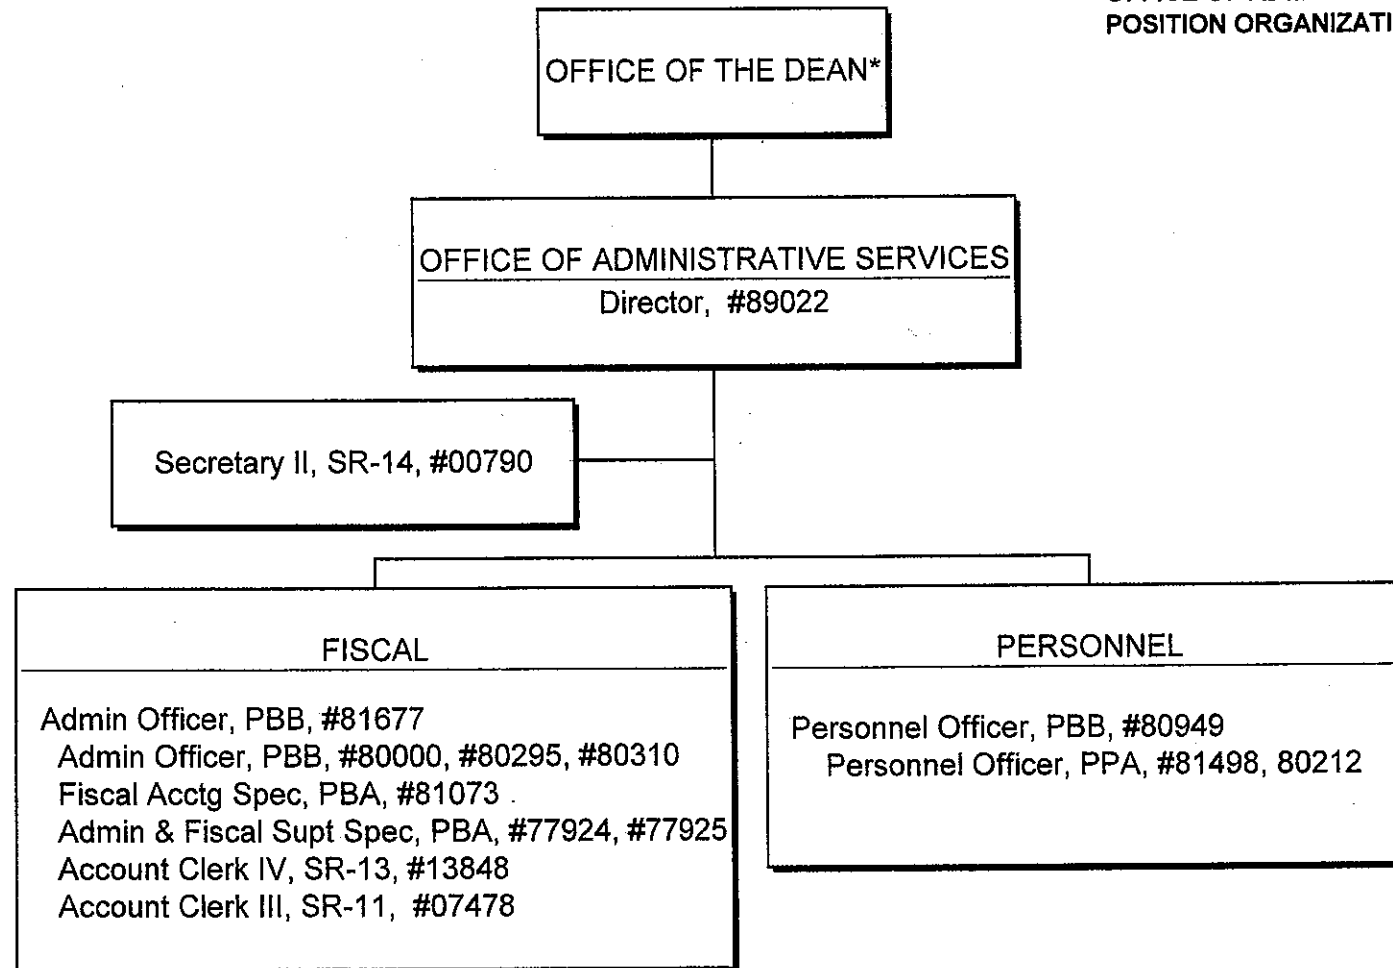 POSITION ORGANIZATI
OFFICE OF THE DEAN*
OFFICE OF ADMINISTRATIVE SERVICES
Director, #89022
Secretary II, SR-14, #00790
FISCAL
Admin Officer, PBB, #81677
Admin Officer, PBB, #80000, #80295, #80310
Fiscal Acctg Spec, PBA, #81073
Admin & Fiscal Supt Spec, PBA, #77924, #77925
Account Clerk IV, SR-13, #13848
Account Clerk III, SR-11, #07478
PERSONNEL
Personnel Officer, PBB, #80949
Personnel Officer, PPA, #81498, 80212